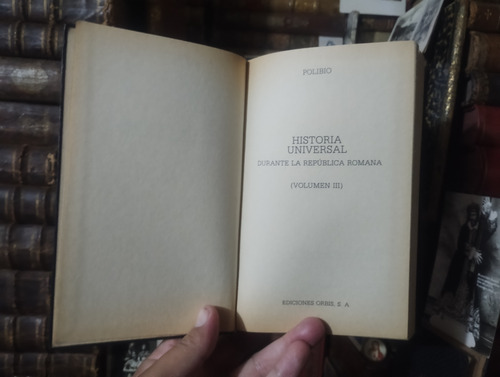 POLIBIO
HISTORIA
UNIVERSAL
DURANTE LA REPÚBLICA ROMANA
(VOLUMEN III)
EDICIONES ORBIS, S. A.